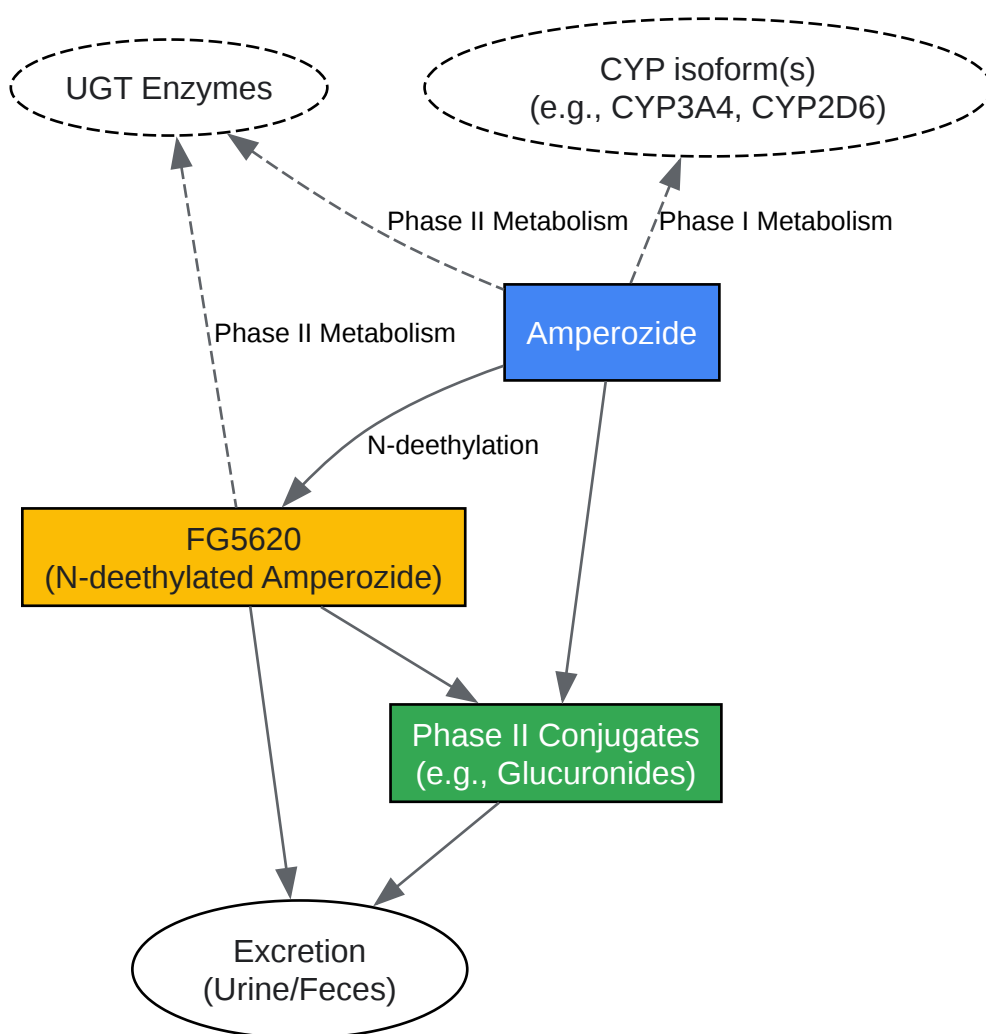 UGT Enzymes
CYP isoform(s)
(e.g., CYP3A4, CYP2D6)
Phase II Metabolism
Phase I Metabolism
Phase II Metabolism
Amperozide
N-deethylation
FG5620
(N-deethylated Amperozide)
Phase II Conjugates
(e.g., Glucuronides)
Excretion
(Urine/Feces)